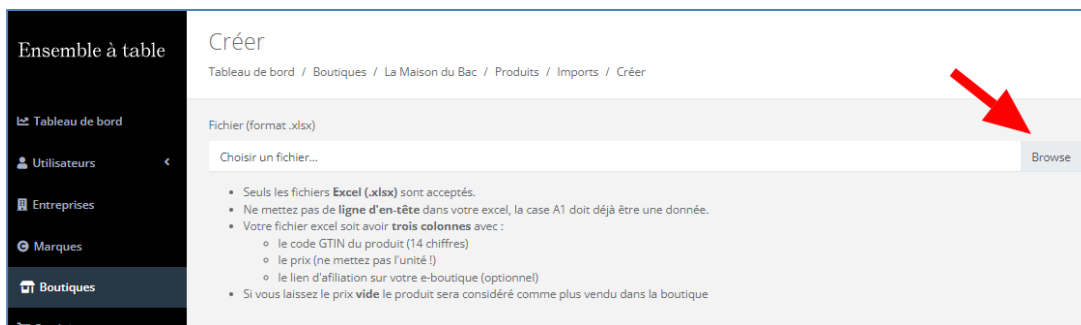 Ensemble à table
Créer
Tableau de bord / Boutiques / La Maison du Bac / Produits / Imports / Créer
Tableau de bord
Utilisateurs
Entreprises
Marques
Boutiques
Fichier (format .xlsx)
Choisir un fichier...
Browse
Seuls les fichiers Excel (.xlsx) sont acceptés.
Ne mettez pas de ligne d'en-tête dans votre excel, la case A1 doit déjà être une donnée.
Votre fichier excel soit avoir trois colonnes avec :
le code GTIN du produit (14 chiffres)
le prix (ne mettez pas l'unité !)
le lien d'afiliation sur votre e-boutique (optionnel)
Si vous laissez le prix vide le produit sera considéré comme plus vendu dans la boutique